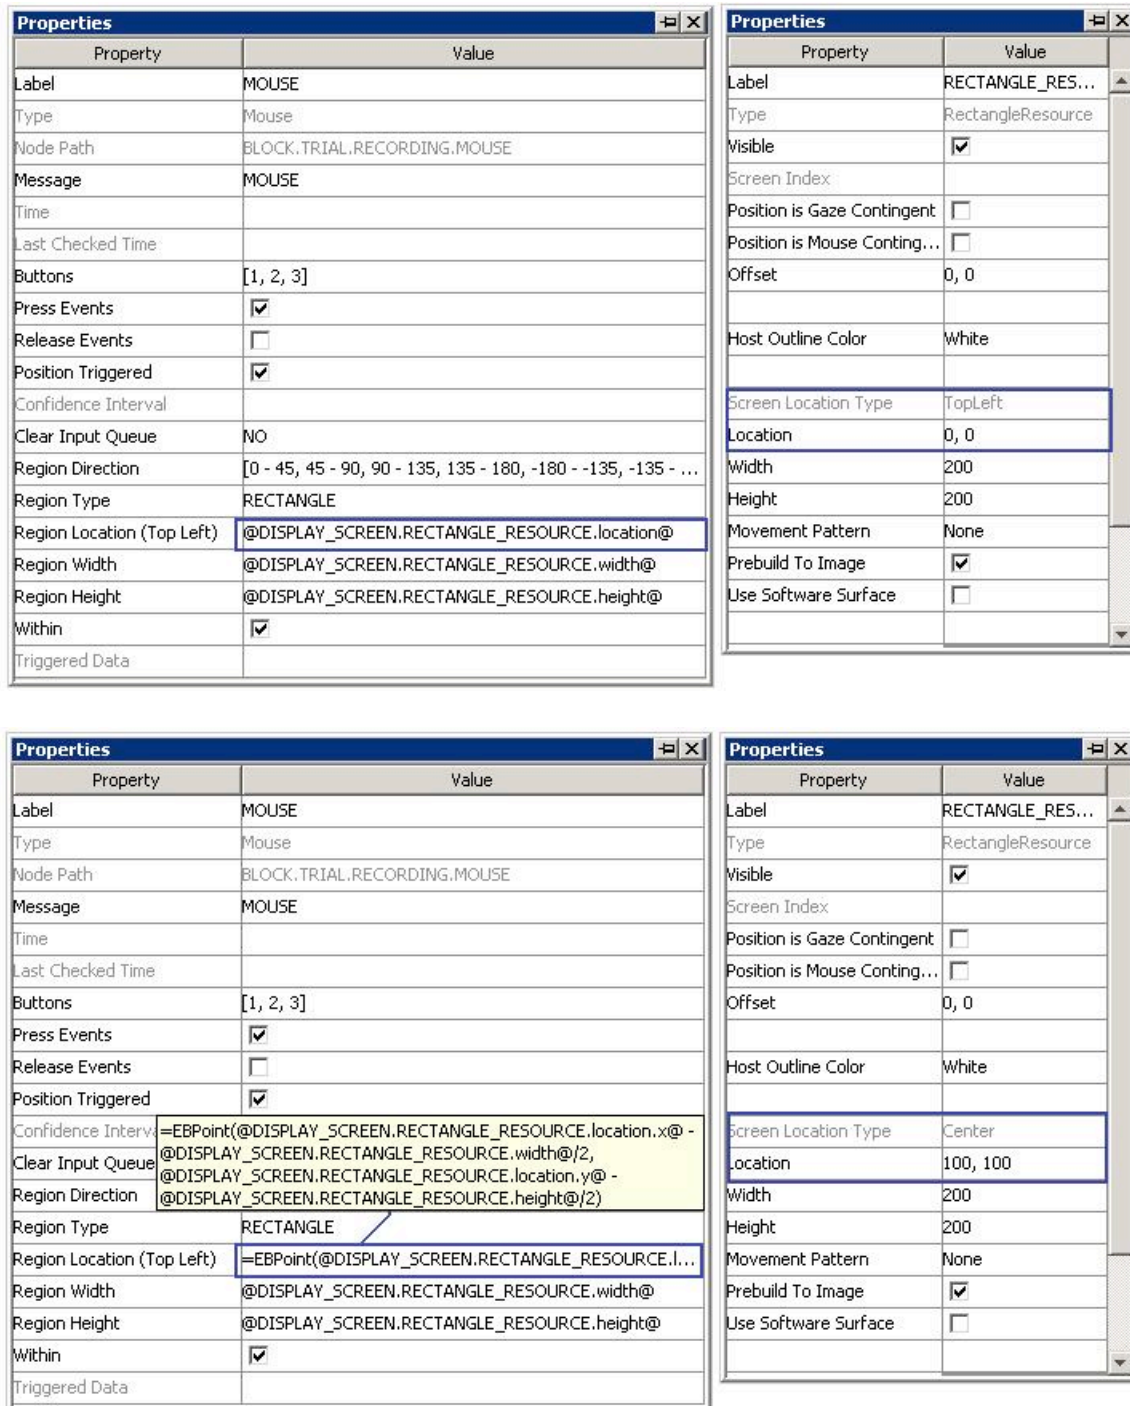 Properties
Property Value
Label MOUSE
Type Mouse
Node Path BLOCK.TRIAL.RECORDING.MOUSE
Message MOUSE
Time
Last Checked Time
Buttons [1, 2, 3]
Press Events
Release Events
Position Triggered
Confidence Interval
Clear Input Queue NO
Region Direction [0 - 45, 45 - 90, 90 - 135, 135 - 180, -180 - -135, -135 - ...
Region Type RECTANGLE
Region Location (Top Left) @DISPLAY_SCREEN.RECTANGLE_RESOURCE.location@
Region Width @DISPLAY_SCREEN.RECTANGLE_RESOURCE.width@
Region Height @DISPLAY_SCREEN.RECTANGLE_RESOURCE.height@
Within
Triggered Data
Properties
Property Value
Label RECTANGLE_RES...
Type RectangleResource
Visible
Screen Index
Position is Gaze Contingent
Position is Mouse Conting...
Offset 0, 0
Host Outline Color White
Screen Location Type TopLeft
Location 0, 0
Width 200
Height 200
Movement Pattern None
Prebuild To Image
Use Software Surface
Properties
Property Value
Label MOUSE
Type Mouse
Node Path BLOCK.TRIAL.RECORDING.MOUSE
Message MOUSE
Time
Last Checked Time
Buttons [1, 2, 3]
Press Events
Release Events
Position Triggered
Confidence Interva
=EBPoint(@DISPLAY_SCREEN.RECTANGLE_RESOURCE.location.x@ -
@DISPLAY_SCREEN.RECTANGLE_RESOURCE.width@/2,
@DISPLAY_SCREEN.RECTANGLE_RESOURCE.location.y@ -
@DISPLAY_SCREEN.RECTANGLE_RESOURCE.height@/2)
Clear Input Queue
Region Direction
Region Type RECTANGLE
Region Location (Top Left) =EBPoint(@DISPLAY_SCREEN.RECTANGLE_RESOURCE.l...
Region Width @DISPLAY_SCREEN.RECTANGLE_RESOURCE.width@
Region Height @DISPLAY_SCREEN.RECTANGLE_RESOURCE.height@
Within
Triggered Data
Properties
Property Value
Label RECTANGLE_RES...
Type RectangleResource
Visible
Screen Index
Position is Gaze Contingent
Position is Mouse Conting...
Offset 0, 0
Host Outline Color White
Screen Location Type Center
Location 100, 100
Width 200
Height 200
Movement Pattern None
Prebuild To Image
Use Software Surface